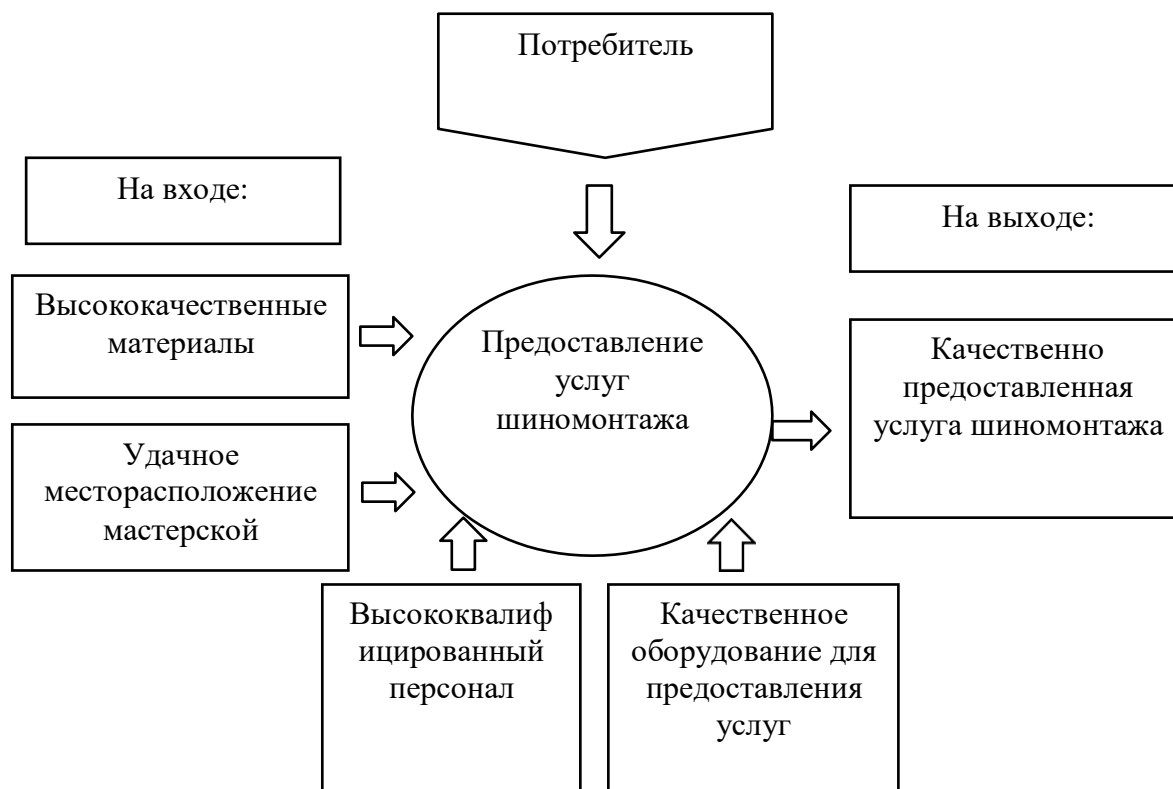 Потребитель
На входе:
На выходе:
Высококачественные
материалы
Предоставление
услуг
шиномонтажа
Качественно
предоставленная
услуга шиномонтажа
Удачное
месторасположение
мастерской
Высококвалиф
ицированный
персонал
Качественное
оборудование для
предоставления
услуг